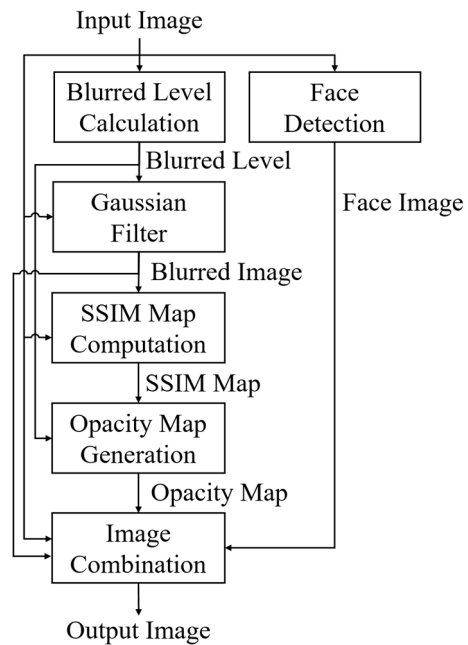 Input Image
Blurred Level
Calculation
Face
Detection
Blurred Level
Gaussian
Filter
Face Image
Blurred Image
SSIM Map
Computation
SSIM Map
Opacity Map
Generation
Opacity Map
Image
Combination
Output Image